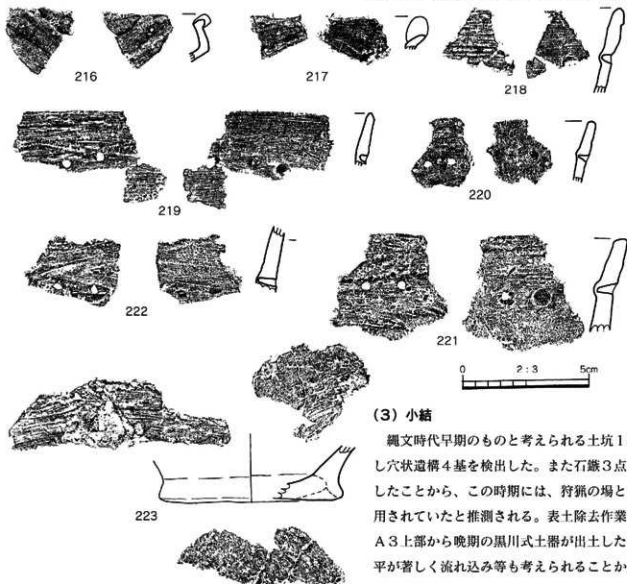 216
217
218
219
220
222
221
0 2:3 5cm
223
(3) 小結
縄文時代早期のものと考えられる土坑1
し穴状遺構4基を検出した。また石鏃3点
したことから、この時期には、狩猟の場と
用されていたと推測される。表土除去作業
A3上部から晩期の黒川式土器が出土した
平が著しく流れ込み等も考えられることか